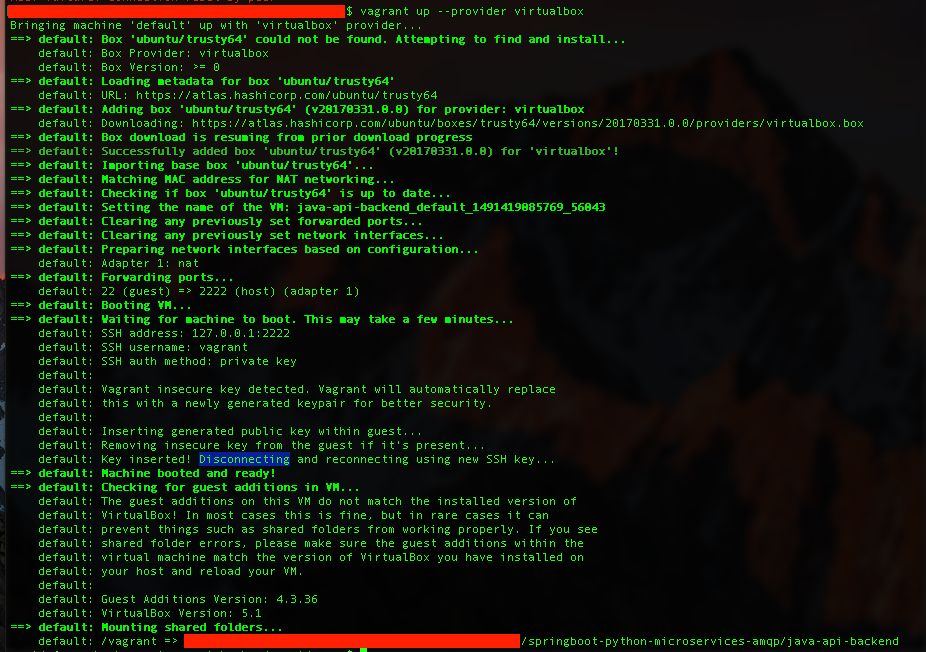 $ vagrant up --provider virtualbox
Bringing machine 'default' up with 'virtualbox' provider...
==> default: Box 'ubuntu/trusty64' could not be found. Attempting to find and install...
default: Box Provider: virtualbox
default: Box Version: >= 0
==> default: Loading metadata for box 'ubuntu/trusty64'
default: URL: https://atlas.hashicorp.com/ubuntu/trusty64
==> default: Adding box 'ubuntu/trusty64' (v20170331.0.0) for provider: virtualbox
default: Downloading: https://atlas.hashicorp.com/ubuntu/boxes/trusty64/versions/20170331.0.0/providers/virtualbox.box
==> default: Box download is resuming from prior download progress
==> default: Successfully added box 'ubuntu/trusty64' (v20170331.0.0) for 'virtualbox'!
==> default: Importing base box 'ubuntu/trusty64'...
==> default: Matching MAC address for NAT networking...
==> default: Checking if box 'ubuntu/trusty64' is up to date...
==> default: Setting the name of the VM: java-api-backend_default_1491419085769_56043
==> default: Clearing any previously set forwarded ports...
==> default: Clearing any previously set network interfaces...
==> default: Preparing network interfaces based on configuration...
default: Adapter 1: nat
==> default: Forwarding ports...
default: 22 (guest) => 2222 (host) (adapter 1)
==> default: Booting VM...
==> default: Waiting for machine to boot. This may take a few minutes...
default: SSH address: 127.0.0.1:2222
default: SSH username: vagrant
default: SSH auth method: private key
default:
default: Vagrant insecure key detected. Vagrant will automatically replace
default: this with a newly generated keypair for better security.
default:
default: Inserting generated public key within guest...
default: Removing insecure key from the guest if it's present...
default: Key inserted! Disconnecting and reconnecting using new SSH key...
==> default: Machine booted and ready!
==> default: Checking for guest additions in VM...
default: The guest additions on this VM do not match the installed version of
default: VirtualBox! In most cases this is fine, but in rare cases it can
default: prevent things such as shared folders from working properly. If you see
default: shared folder errors, please make sure the guest additions within the
default: virtual machine match the version of VirtualBox you have installed on
default: your host and reload your VM.
default:
default: Guest Additions Version: 4.3.36
default: VirtualBox Version: 5.1
==> default: Mounting shared folders...
default: /vagrant => /springboot-python-microservices-amqp/java-api-backend